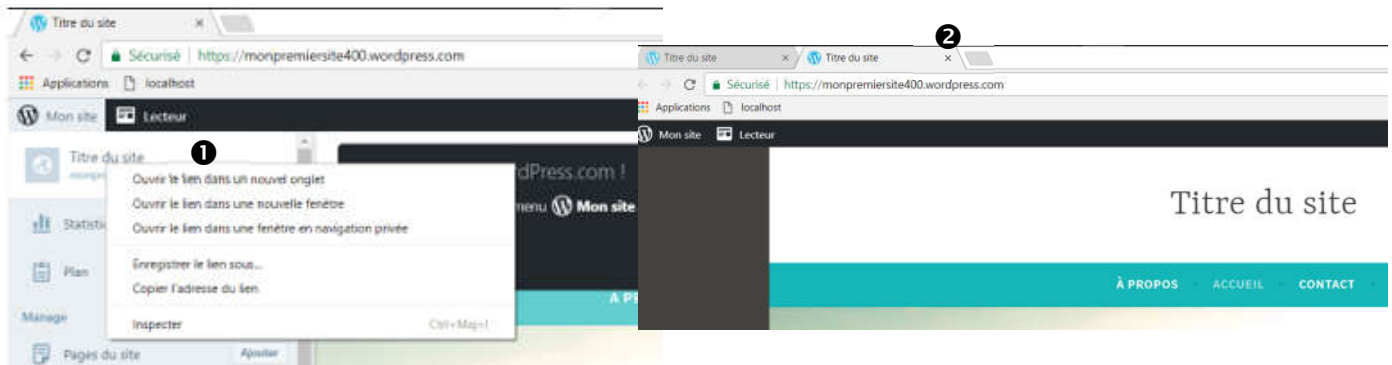 Titre du site
Sécurisé | https://monpremiersite400.wordpress.com
Applications localhost
Mon site Lecteur
❶
Titre du site
Ouvrir le lien dans un nouvel onglet
dPress.com !
Ouvrir le lien dans une nouvelle fenêtre
menu Mon site
Ouvrir le lien dans une fenêtre en navigation privée
Plan
Enregistrer le lien sous...
Copier l'adresse du lien
Manage
Inspecter Ctrl+Maj+I
Pages du site Ajouter
❷
Titre du site Titre du site
Sécurisé | https://monpremiersite400.wordpress.com
Applications localhost
Mon site Lecteur
Titre du site
À PROPOS ACCUEIL CONTACT